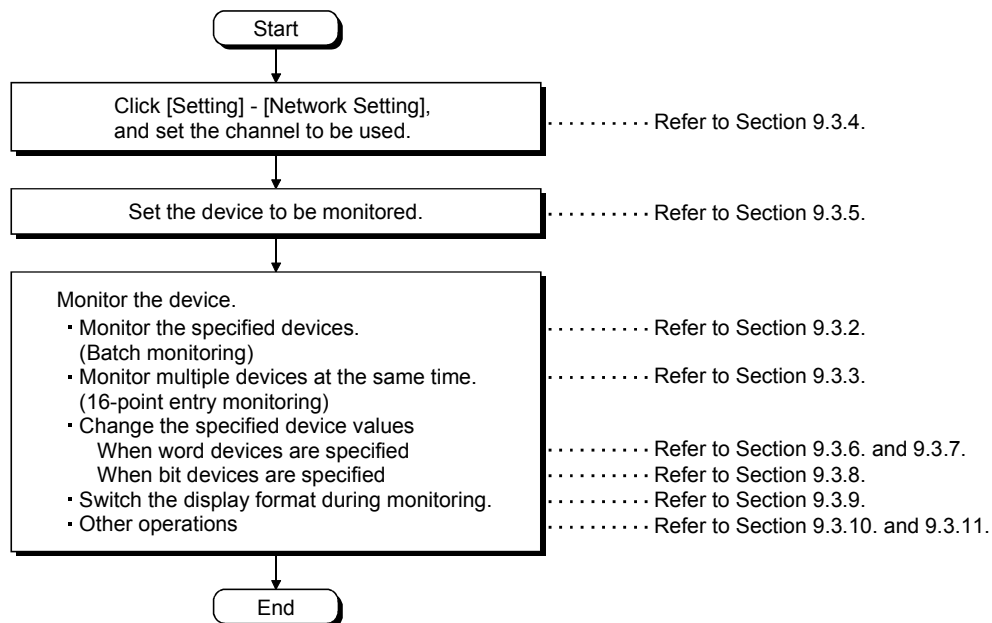 Start
Click [Setting] - [Network Setting],
and set the channel to be used.
· · · · · · · · · · Refer to Section 9.3.4.
Set the device to be monitored.
· · · · · · · · · · Refer to Section 9.3.5.
Monitor the device.
· Monitor the specified devices.
(Batch monitoring)
· · · · · · · · · · Refer to Section 9.3.2.
· Monitor multiple devices at the same time.
(16-point entry monitoring)
· · · · · · · · · · Refer to Section 9.3.3.
· Change the specified device values
When word devices are specified
· · · · · · · · · · Refer to Section 9.3.6. and 9.3.7.
When bit devices are specified
· · · · · · · · · · Refer to Section 9.3.8.
· Switch the display format during monitoring.
· · · · · · · · · · Refer to Section 9.3.9.
· Other operations
· · · · · · · · · · Refer to Section 9.3.10. and 9.3.11.
End